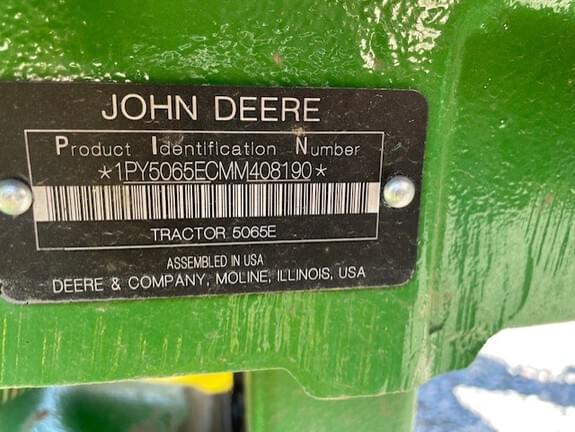 JOHN DEERE
Product Identification Number
*1PY5065ECMM408190*
TRACTOR 5065E
ASSEMBLED IN USA
DEERE & COMPANY, MOLINE, ILLINOIS, USA